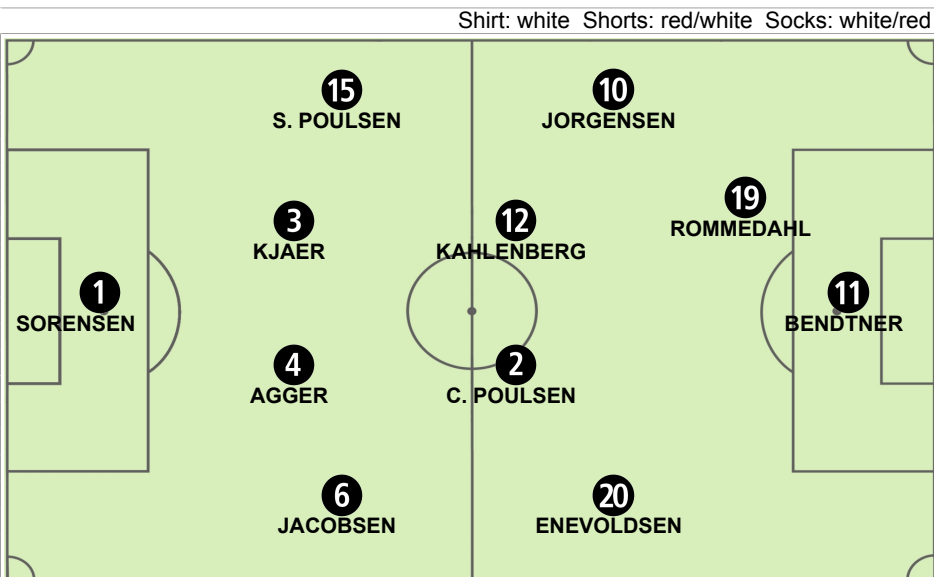 Shirt: white Shorts: red/white Socks: white/red
15
S. POULSEN
10
JORGENSEN
19
ROMMEDAHL
3
KJAER
12
KAHLENBERG
1
SORENSEN
11
BENDTNER
4
AGGER
2
C. POULSEN
6
JACOBSEN
20
ENEVOLDSEN